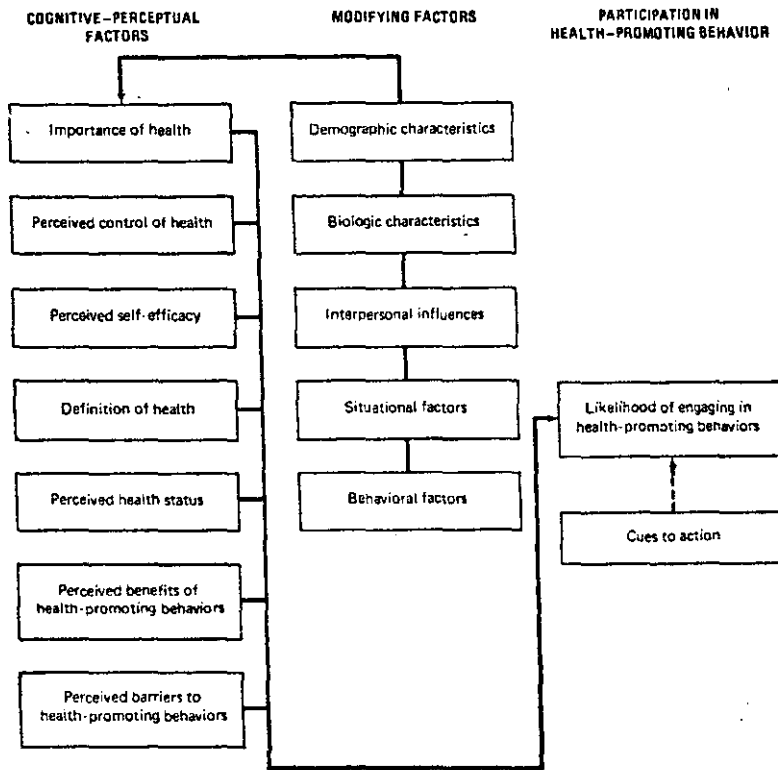 COGNITIVE-PERCEPTUAL
FACTORS
MODIFYING FACTORS
PARTICIPATION IN
HEALTH-PROMOTING BEHAVIOR
Importance of health
Perceived control of health
Perceived self-efficacy
Definition of health
Perceived health status
Perceived benefits of
health-promoting behaviors
Perceived barriers to
health-promoting behaviors
Demographic characteristics
Biologic characteristics
Interpersonal influences
Situational factors
Behavioral factors
Likelihood of engaging in
health-promoting behaviors
Cues to action